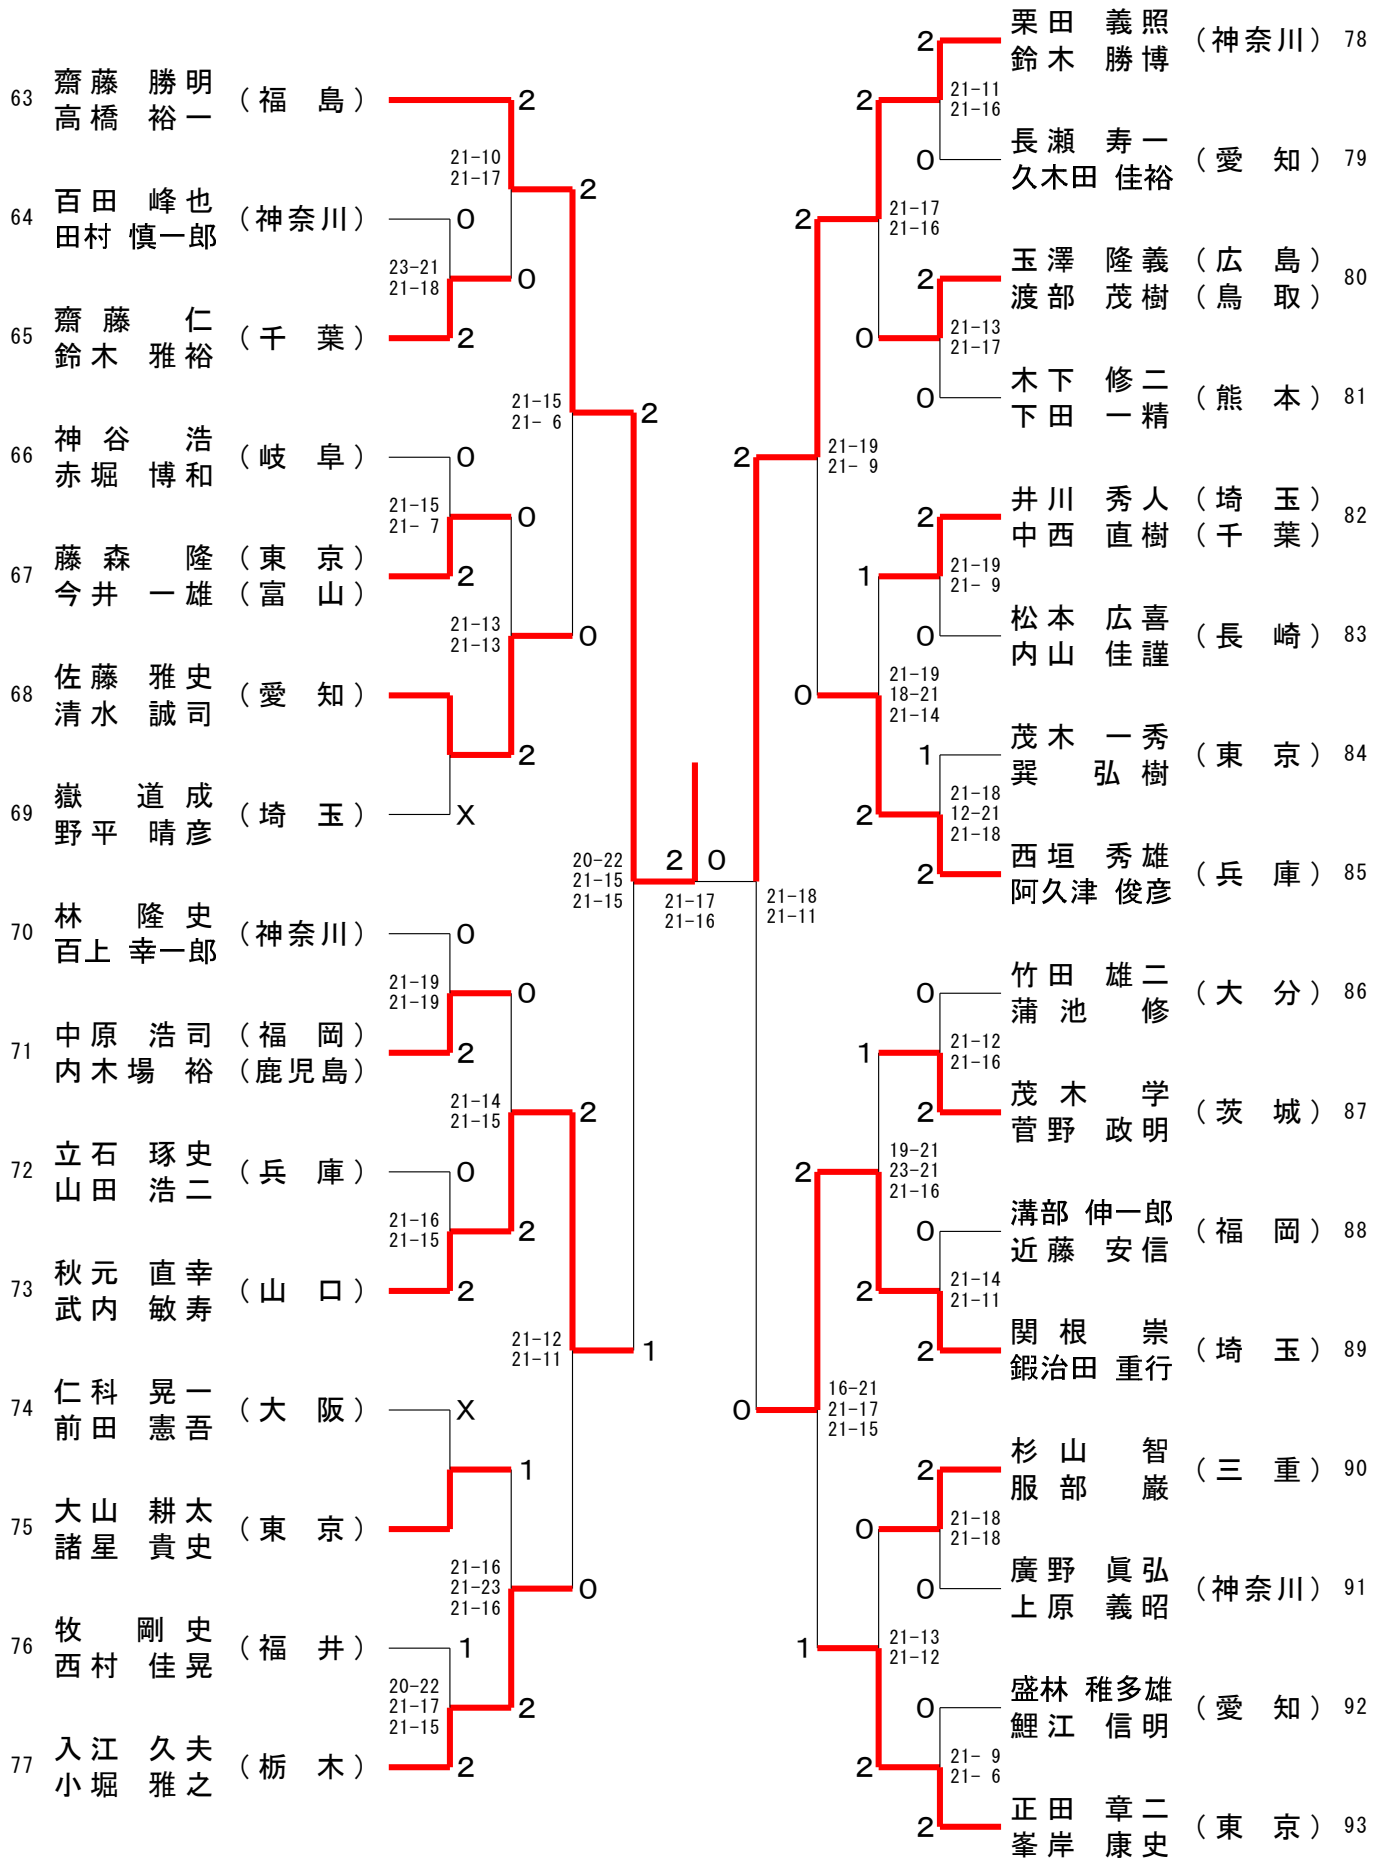 63 齋藤 勝明 (福 島)
高橋 裕一
2
21-10
21-17
2
64 百田 峰也 (神奈川) 0
田村 慎一郎
23-21
21-18
0
65 齋藤 仁 (千 葉) 2
鈴木 雅裕
21-15
21- 6
2
66 神谷 浩 (岐 阜) 0
赤堀 博和
21-15
21- 7
0
67 藤森 隆 (東 京) 2
今井 一雄 (富 山)
21-13
21-13
0
68 佐藤 雅史 (愛 知)
清水 誠司
2
69 嶽 道成 (埼 玉) X
野平 晴彦
20-22
21-15
21-15
2 0
21-17
21-16
70 林 隆史 (神奈川) 0
百上 幸一郎
21-19
21-19
0
71 中原 浩司 (福 岡) 2
内木場 裕 (鹿児島)
21-14
21-15
2
72 立石 琢史 (兵 庫) 0
山田 浩二
21-16
21-15
2
73 秋元 直幸 (山 口) 2
武内 敏寿
21-12
21-11
1
74 仁科 晃一 (大 阪) X
前田 憲吾
1
75 大山 耕太 (東 京)
諸星 貴史
21-16
21-23
21-16
0
76 牧 剛史 (福 井) 1
西村 佳晃
20-22
21-17
21-15
2
77 入江 久夫 (栃 木) 2
小堀 雅之
2 栗田 義照 (神奈川) 78
鈴木 勝博
2
21-11
21-16
0 長瀬 寿一 (愛 知) 79
久木田 佳裕
2
21-17
21-16
2 玉澤 隆義 (広 島) 80
渡部 茂樹 (鳥 取)
0
21-13
21-17
0 木下 修二 (熊 本) 81
下田 一精
2
21-19
21- 9
2 井川 秀人 (埼 玉) 82
中西 直樹 (千 葉)
1
21-19
21- 9
0 松本 広喜 (長 崎) 83
内山 佳謹
0
21-19
18-21
21-14
1 茂木 一秀 (東 京) 84
巽 弘樹
2
21-18
12-21
21-18
2 西垣 秀雄 (兵 庫) 85
阿久津 俊彦
21-18
21-11
0 竹田 雄二 (大 分) 86
蒲池 修
1
21-12
21-16
2 茂木 学 (茨 城) 87
菅野 政明
2
19-21
23-21
21-16
0 溝部 伸一郎 (福 岡) 88
近藤 安信
2
21-14
21-11
2 関根 崇 (埼 玉) 89
鍜治田 重行
0
16-21
21-17
21-15
2 杉山 智 (三 重) 90
服部 巌
0
21-18
21-18
0 廣野 眞弘 (神奈川) 91
上原 義昭
1
21-13
21-12
0 盛林 稚多雄 (愛 知) 92
鯉江 信明
2
21- 9
21- 6
2 正田 章二 (東 京) 93
峯岸 康史